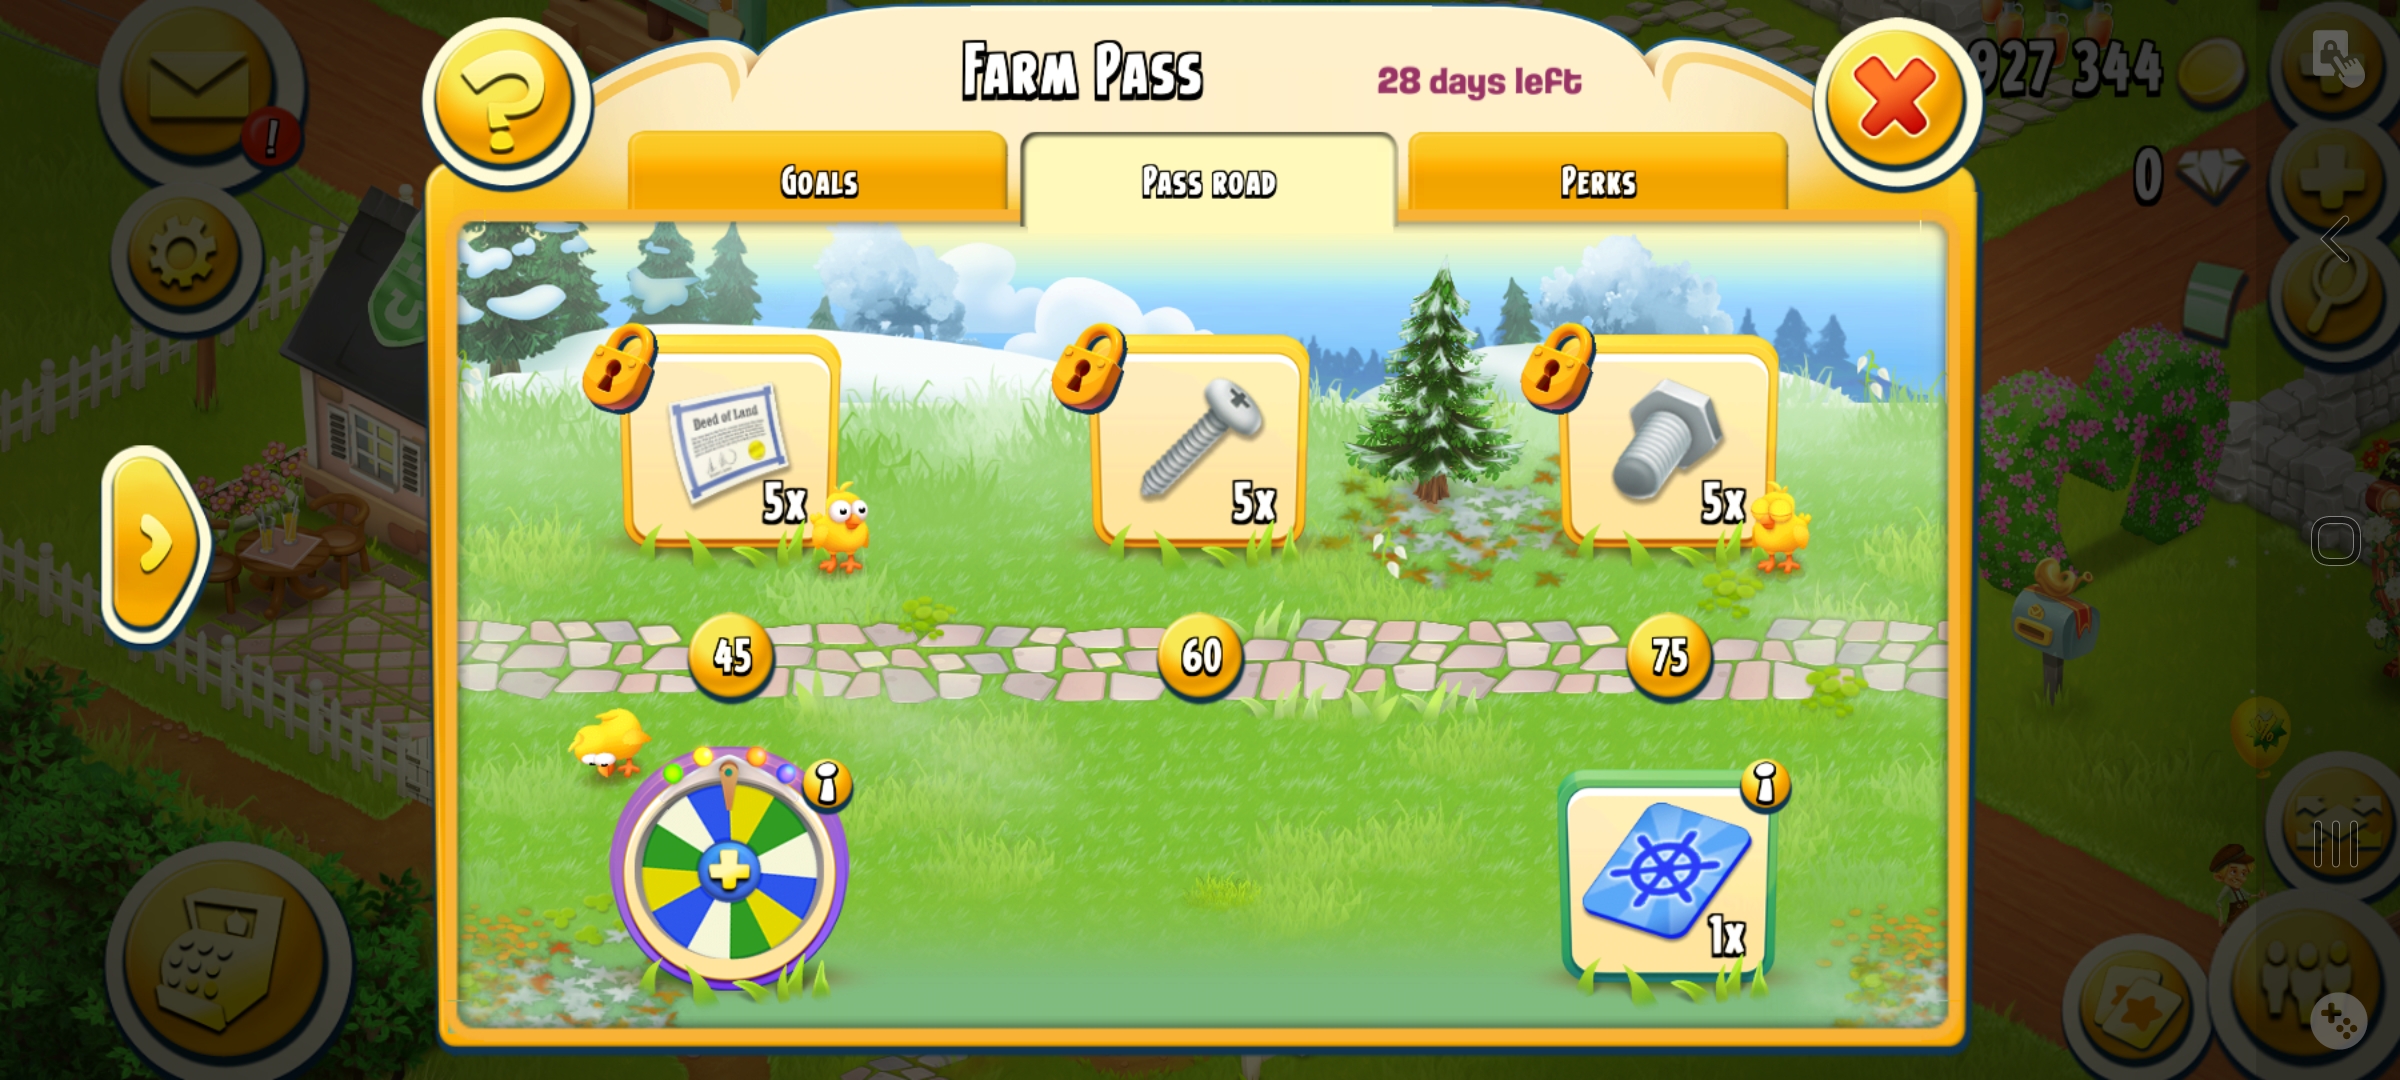 FARM PASS
28 days left
927 344
GOALS
PASS ROAD
PERKS
0
Deed of Land
5x
5x
5x
45
60
75
1x